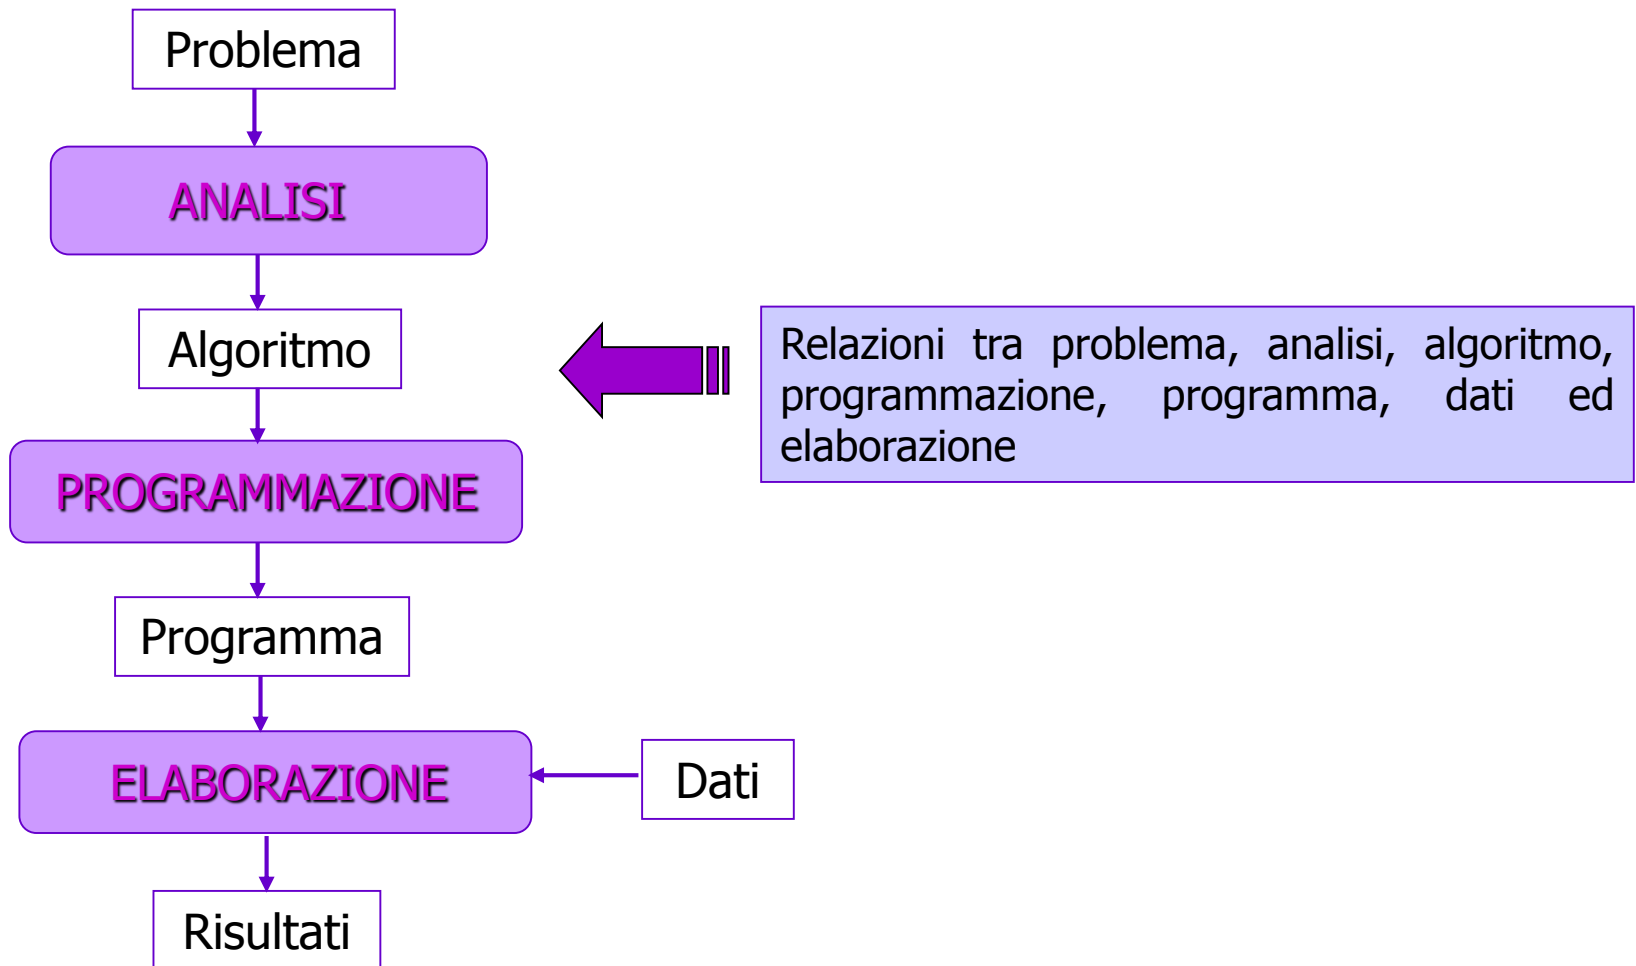 Problema
ANALISI
Algoritmo
Relazioni tra problema, analisi, algoritmo,
programmazione, programma, dati ed
elaborazione
PROGRAMMAZIONE
Programma
ELABORAZIONE
Dati
Risultati